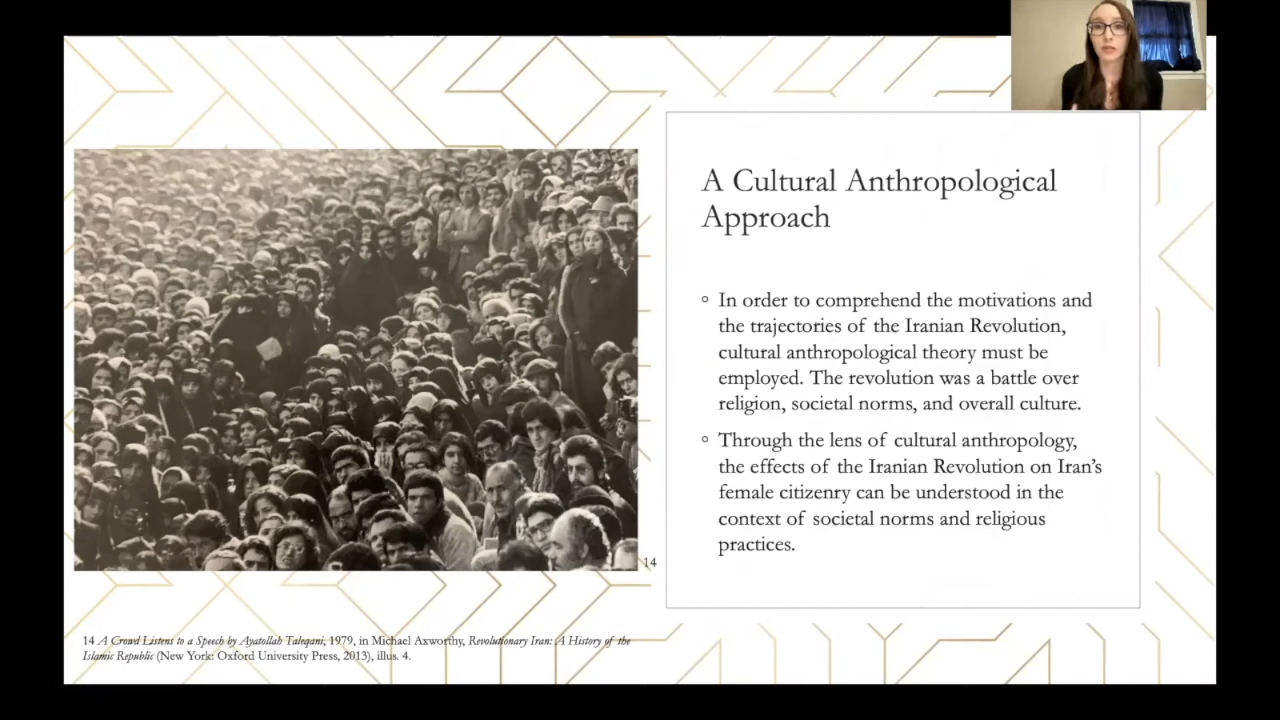 A Cultural Anthropological
Approach
◦ In order to comprehend the motivations and
the trajectories of the Iranian Revolution,
cultural anthropological theory must be
employed. The revolution was a battle over
religion, societal norms, and overall culture.
◦ Through the lens of cultural anthropology,
the effects of the Iranian Revolution on Iran’s
female citizenry can be understood in the
context of societal norms and religious
practices.
14
14 A Crowd Listens to a Speech by Ayatollah Taleqani, 1979, in Michael Axworthy, Revolutionary Iran: A History of the
Islamic Republic (New York: Oxford University Press, 2013), illus. 4.